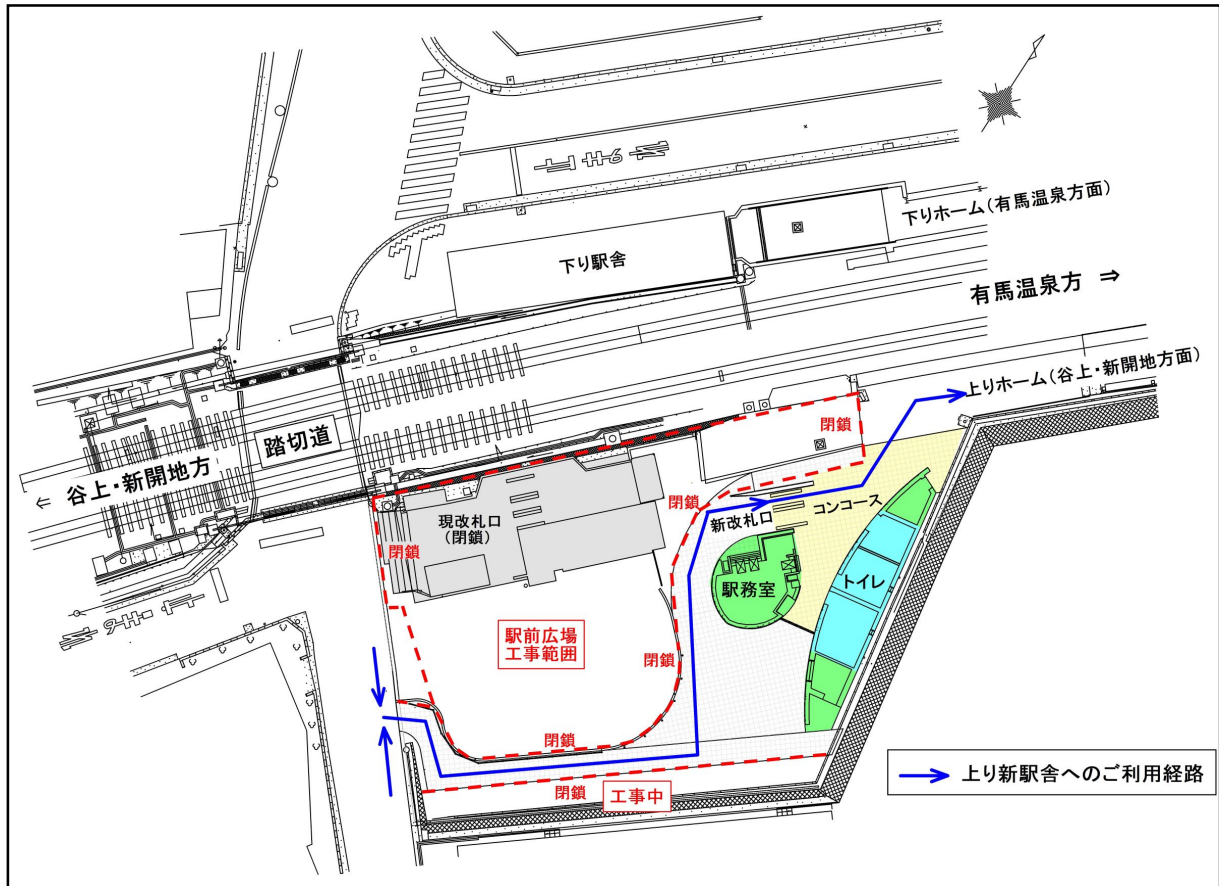 下りホーム(有馬温泉方面)
下り駅舎
有馬温泉方 ⇒
上りホーム(谷上・新開地方面)
踏切道
⇐ 谷上・新開地方
閉鎖
現改札口
(閉鎖)
閉鎖
新改札口
コンコース
閉鎖
駅務室
トイレ
駅前広場
工事範囲
閉鎖
閉鎖
閉鎖
工事中
上り新駅舎へのご利用経路